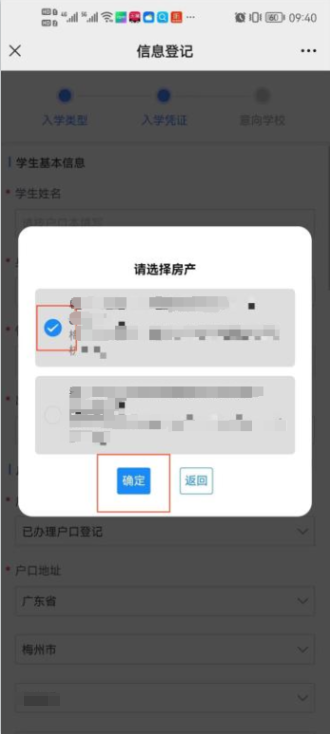 09:40
信息登记
入学类型
入学凭证
意向学校
学生基本信息
* 学生姓名
请选择房产
确定
返回
已办理户口登记
* 户口地址
广东省
梅州市